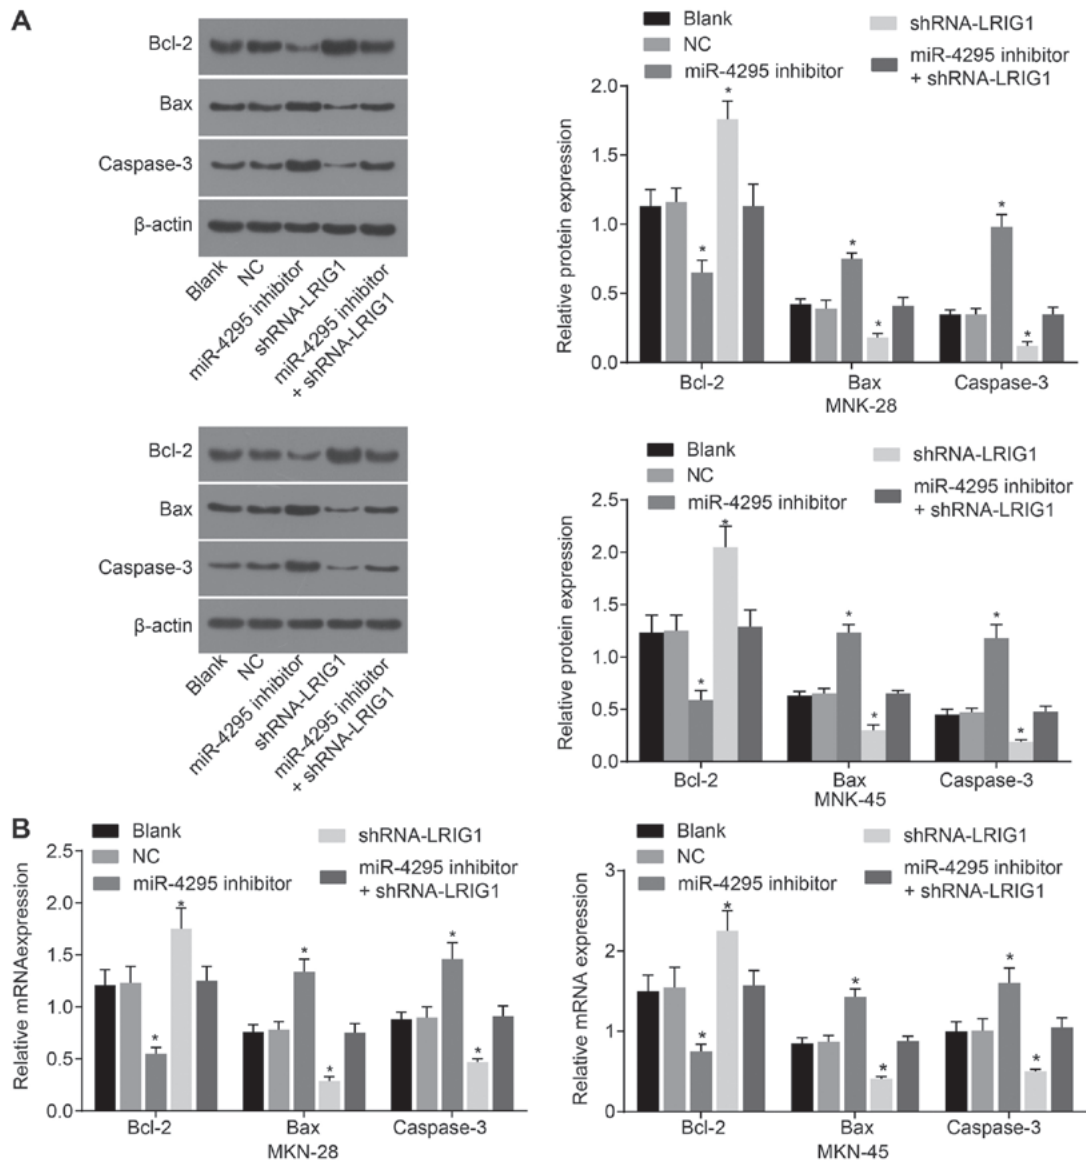 A
Bcl-2
Bax
Caspase-3
β-actin
Blank
NC
miR-4295 inhibitor
shRNA-LRIG1
miR-4295 inhibitor
+ shRNA-LRIG1
Blank
NC
miR-4295 inhibitor
shRNA-LRIG1
miR-4295 inhibitor
+ shRNA-LRIG1
Relative protein expression
2.0
1.5
1.0
0.5
0.0
* * * * * *
Bcl-2 Bax Caspase-3
MNK-28
Bcl-2
Bax
Caspase-3
β-actin
Blank
NC
miR-4295 inhibitor
shRNA-LRIG1
miR-4295 inhibitor
+ shRNA-LRIG1
Blank
NC
miR-4295 inhibitor
shRNA-LRIG1
miR-4295 inhibitor
+ shRNA-LRIG1
Relative protein expression
2.5
2.0
1.5
1.0
0.5
0.0
* * * * * *
Bcl-2 Bax Caspase-3
MNK-45
B
Blank
NC
miR-4295 inhibitor
shRNA-LRIG1
miR-4295 inhibitor
+ shRNA-LRIG1
Relative mRNAexpression
2.5
2.0
1.5
1.0
0.5
0.0
* * * * * *
Bcl-2 Bax Caspase-3
MKN-28
Blank
NC
miR-4295 inhibitor
shRNA-LRIG1
miR-4295 inhibitor
+ shRNA-LRIG1
Relative mRNA expression
3
2
1
0
* * * * * *
Bcl-2 Bax Caspase-3
MKN-45